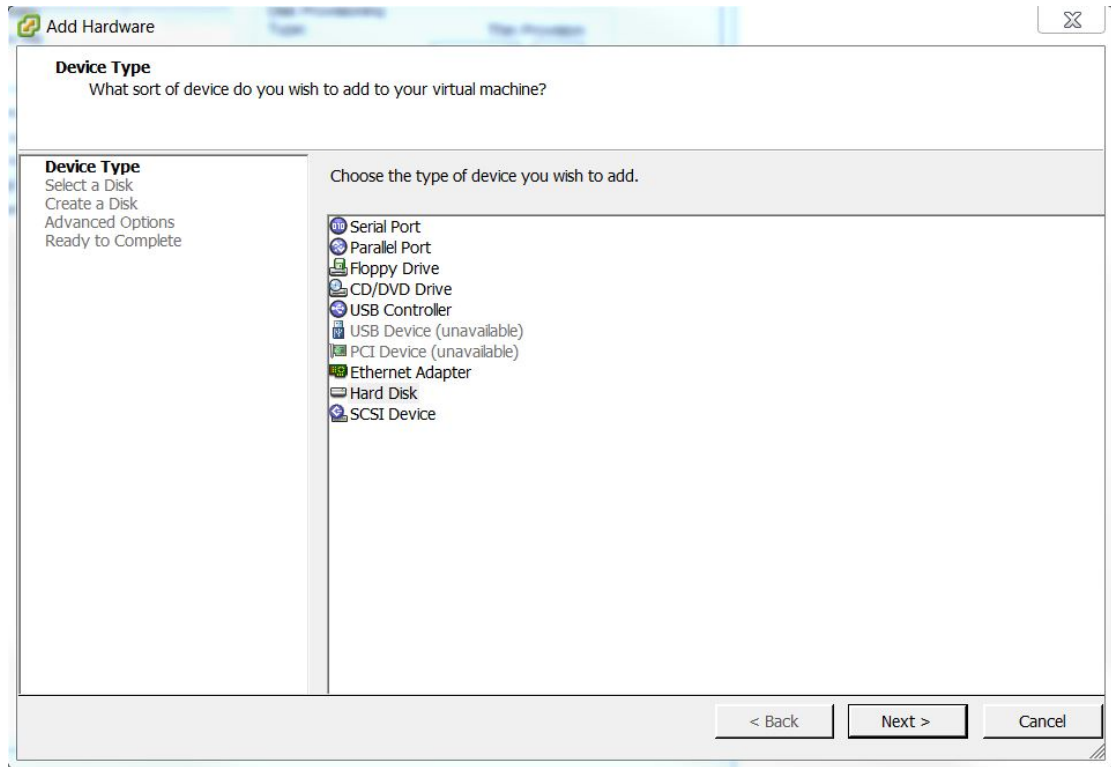 Add Hardware
Device Type
What sort of device do you wish to add to your virtual machine?
Device Type
Select a Disk
Create a Disk
Advanced Options
Ready to Complete
Choose the type of device you wish to add.
Serial Port
Parallel Port
Floppy Drive
CD/DVD Drive
USB Controller
USB Device (unavailable)
PCI Device (unavailable)
Ethernet Adapter
Hard Disk
SCSI Device
< Back
Next >
Cancel